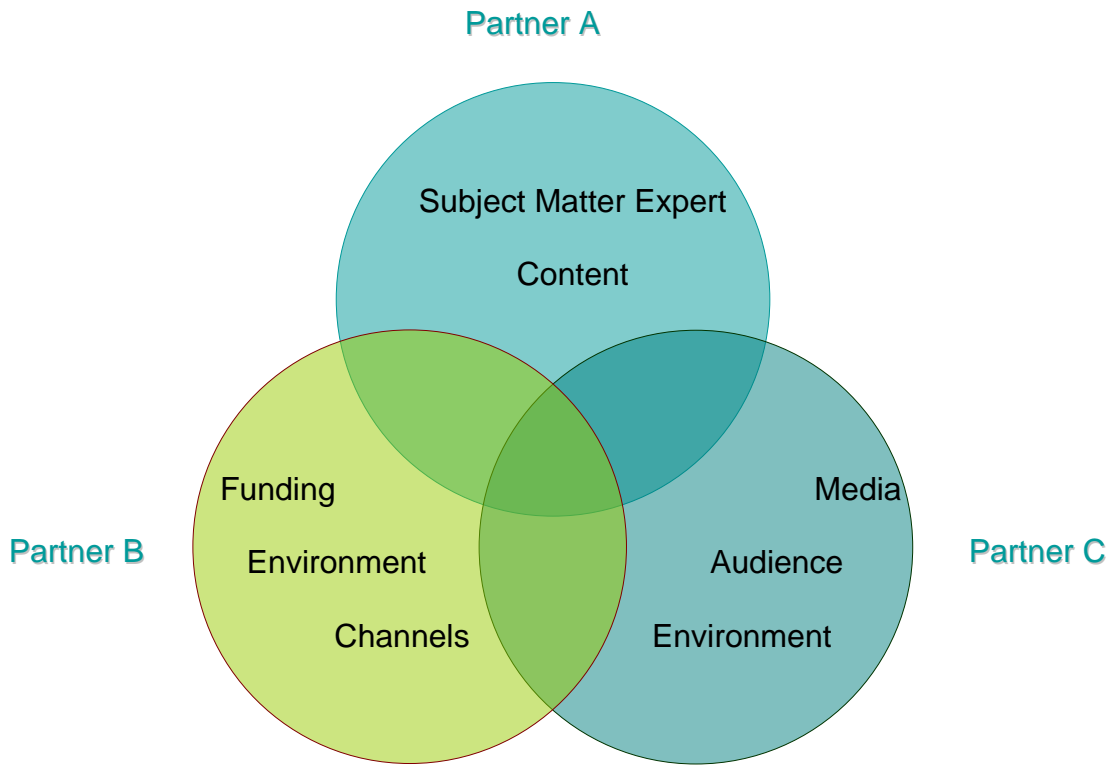 Partner A
Subject Matter Expert
Content
Funding
Media
Partner B
Environment
Audience
Partner C
Channels
Environment